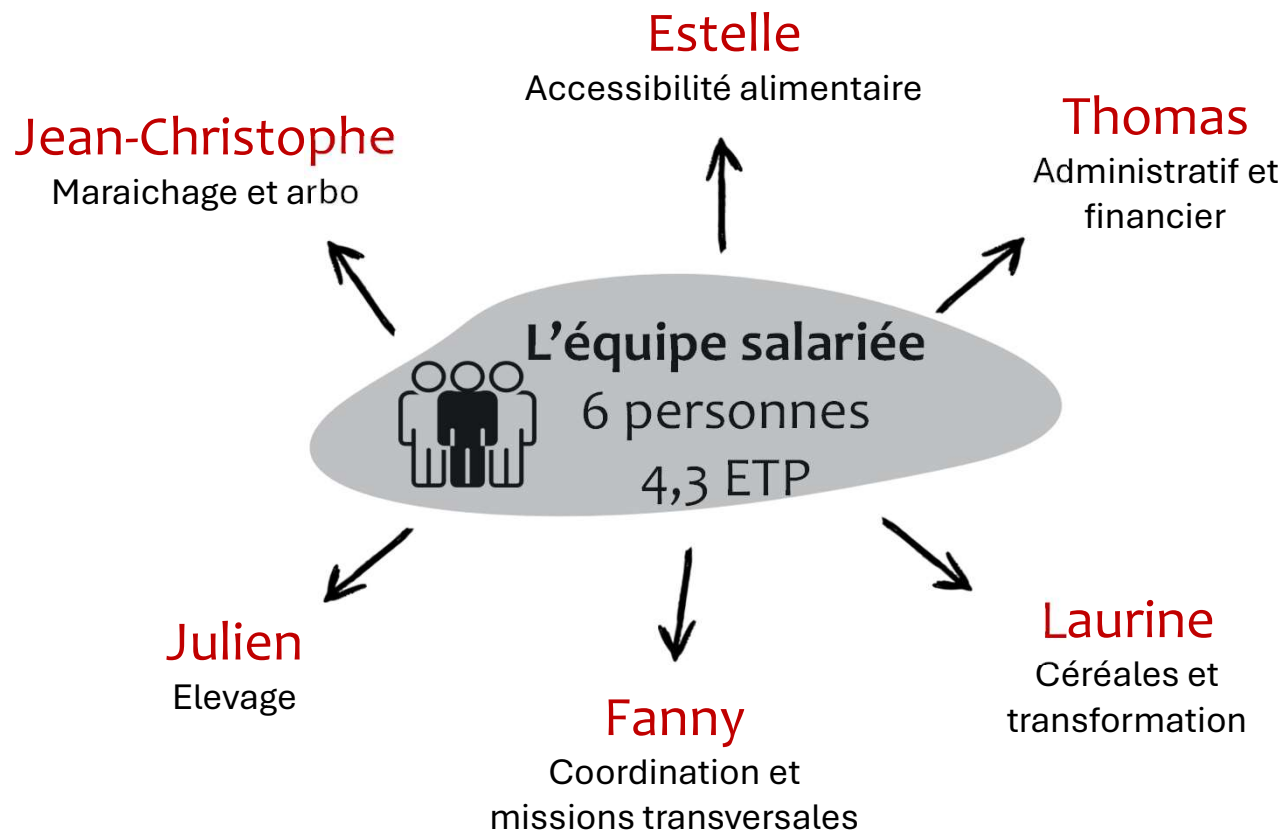 Estelle
Accessibilité alimentaire
Jean-Christophe
Maraichage et arbo
Thomas
Administratif et
financier
L'équipe salariée
6 personnes
4,3 ETP
Julien
Elevage
Fanny
Coordination et
missions transversales
Laurine
Céréales et
transformation